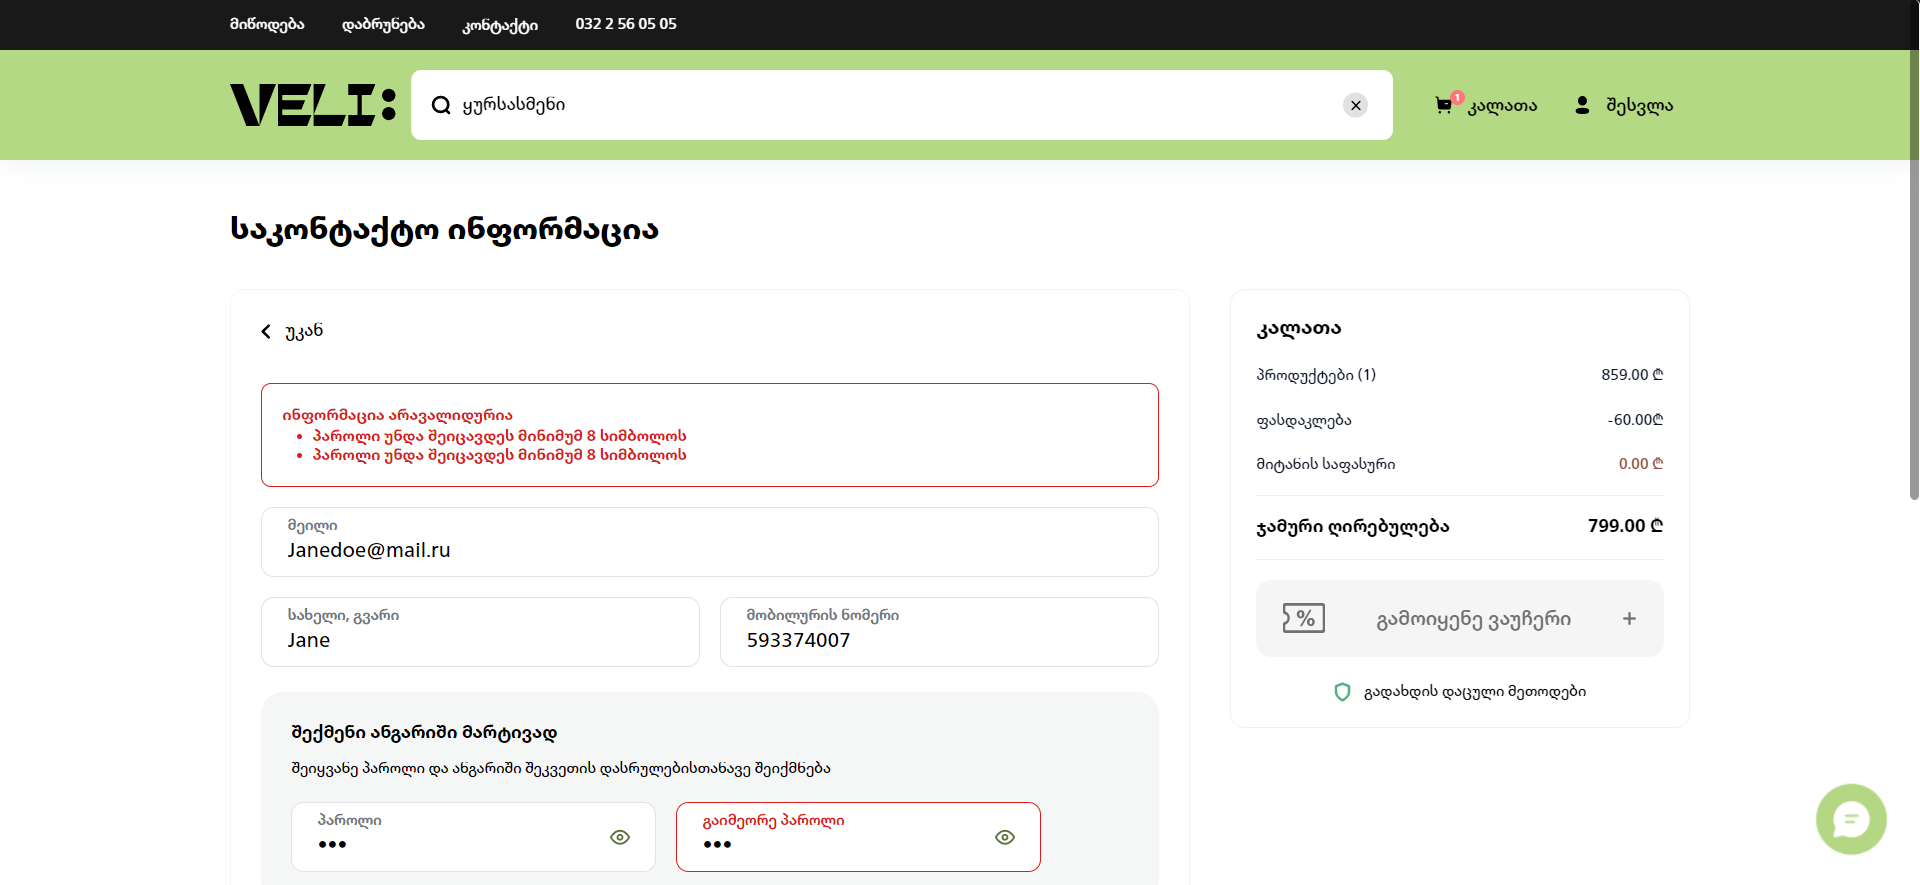 მიწოდება დაბრუნება კონტაქტი 032 2 56 05 05
VELI:
ყურსასმენი
1
კალათა
შესვლა
საკონტაქტო ინფორმაცია
უკან
ინფორმაცია არავალიდურია
• პაროლი უნდა შეიცავდეს მინიმუმ 8 სიმბოლოს
• პაროლი უნდა შეიცავდეს მინიმუმ 8 სიმბოლოს
მეილი
Janedoe@mail.ru
სახელი, გვარი
Jane
მობილურის ნომერი
593374007
შექმენი ანგარიში მარტივად
შეიყვანე პაროლი და ანგარიში შეკვეთის დასრულებისთანავე შეიქმნება
პაროლი
•••
გაიმეორე პაროლი
•••
კალათა
პროდუქტები (1) 859.00 ₾
ფასდაკლება -60.00₾
მიტანის საფასური 0.00 ₾
ჯამური ღირებულება 799.00 ₾
% გამოიყენე ვაუჩერი +
გადახდის დაცული მეთოდები